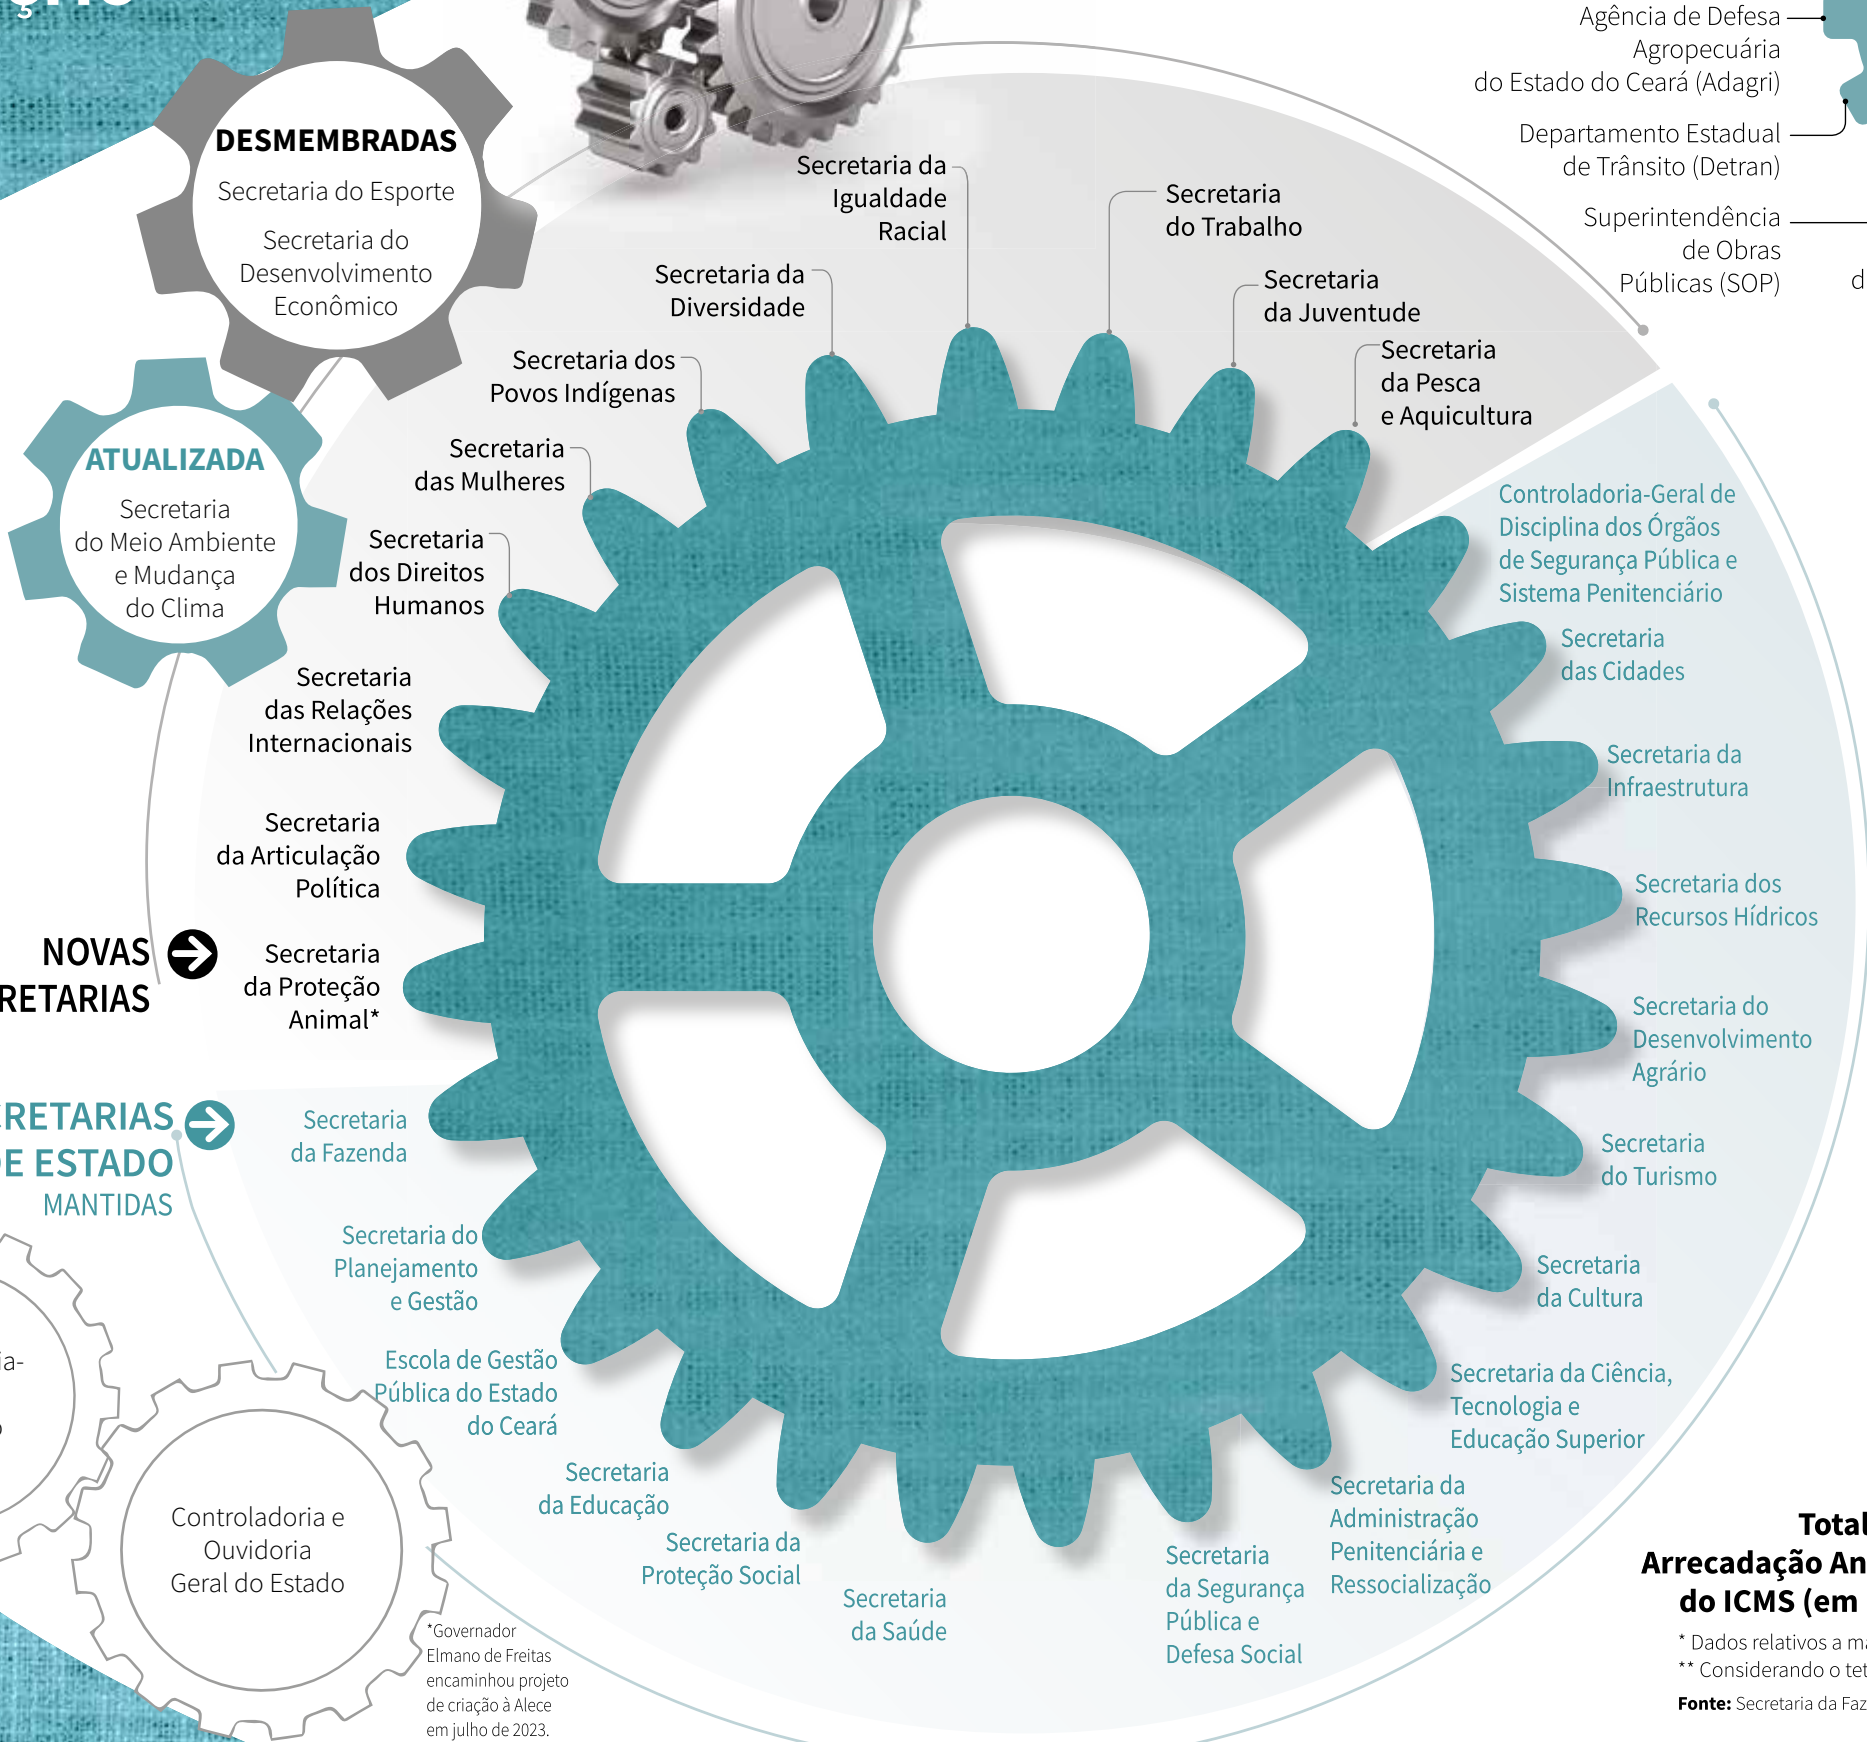 DESMEMBRADAS
Secretaria do Esporte
Secretaria do
Desenvolvimento
Econômico
ATUALIZADA
Secretaria
do Meio Ambiente
e Mudança
do Clima
Agência de Defesa
Agropecuária
do Estado do Ceará (Adagri)
Departamento Estadual
de Trânsito (Detran)
Superintendência
de Obras
Públicas (SOP)
d
NOVAS
RETARIAS
Secretaria da
Igualdade
Racial
Secretaria
do Trabalho
Secretaria da
Diversidade
Secretaria
da Juventude
Secretaria dos
Povos Indígenas
Secretaria
da Pesca
e Aquicultura
Secretaria
das Mulheres
Secretaria
dos Direitos
Humanos
Secretaria
das Relações
Internacionais
Secretaria
da Articulação
Política
Secretaria
da Proteção
Animal*
CRETARIAS
DE ESTADO
MANTIDAS
Controladoria-Geral de
Disciplina dos Órgãos
de Segurança Pública e
Sistema Penitenciário
Secretaria
das Cidades
Secretaria da
Infraestrutura
Secretaria dos
Recursos Hídricos
Secretaria do
Desenvolvimento
Agrário
Secretaria
do Turismo
Secretaria
da Cultura
Secretaria da Ciência,
Tecnologia e
Educação Superior
Secretaria da
Administração
Penitenciária e
Ressocialização
Secretaria
da Segurança
Pública e
Defesa Social
Secretaria
da Saúde
Secretaria da
Proteção Social
Secretaria
da Educação
Escola de Gestão
Pública do Estado
do Ceará
Secretaria do
Planejamento
e Gestão
Secretaria
da Fazenda
ia-
Controladoria e
Ouvidoria
Geral do Estado
*Governador
Elmano de Freitas
encaminhou projeto
de criação à Alece
em julho de 2023.
Total
Arrecadação An
do ICMS (em
* Dados relativos a ma
** Considerando o tet
Fonte: Secretaria da Faz